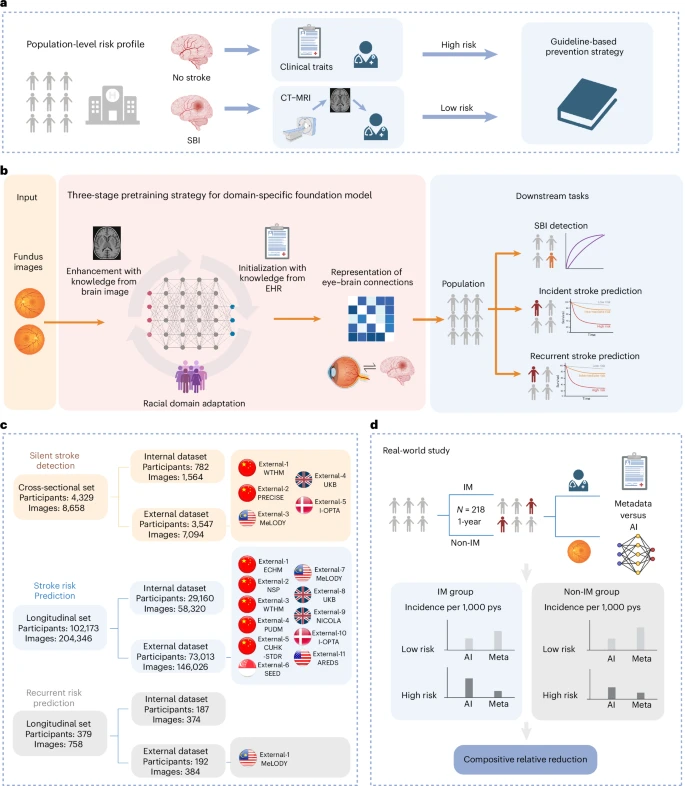 a
Population-level risk profile
No stroke
SBI
Clinical traits
CT–MRI
High risk
Low risk
Guideline-based
prevention strategy
b
Input
Fundus
images
Three-stage pretraining strategy for domain-specific foundation model
Enhancement with
knowledge from
brain image
Initialization with
knowledge from
EHR
Racial domain adaptation
Representation of
eye–brain connections
Downstream tasks
Population
SBI detection
Incident stroke prediction
Recurrent stroke prediction
c
Silent stroke
detection
Cross-sectional set
Participants: 4,329
Images: 8,658
Internal dataset
Participants: 782
Images: 1,564
External dataset
Participants: 3,547
Images: 7,094
External-1
WTHM
External-2
PRECISE
External-3
MeLODY
External-4
UKB
External-5
I-OPTA
Stroke risk
Prediction
Longitudinal set
Participants: 102,173
Images: 204,346
Internal dataset
Participants: 29,160
Images: 58,320
External dataset
Participants: 73,013
Images: 146,026
External-1
ECHM
External-2
NSP
External-3
WTHM
External-4
PUDM
External-5
CUHK
-STDR
External-6
SEED
External-7
MeLODY
External-8
UKB
External-9
NICOLA
External-10
I-OPTA
External-11
AREDS
Recurrent risk
prediction
Longitudinal set
Participants: 379
Images: 758
Internal dataset
Participants: 187
Images: 374
External dataset
Participants: 192
Images: 384
External-1
MeLODY
d
Real-world study
IM
N = 218
1-year
Non-IM
Metadata
versus
AI
IM group
Incidence per 1,000 pys
Low risk
AI Meta
High risk
AI Meta
Non-IM group
Incidence per 1,000 pys
Low risk
AI Meta
High risk
AI Meta
Compositive relative reduction